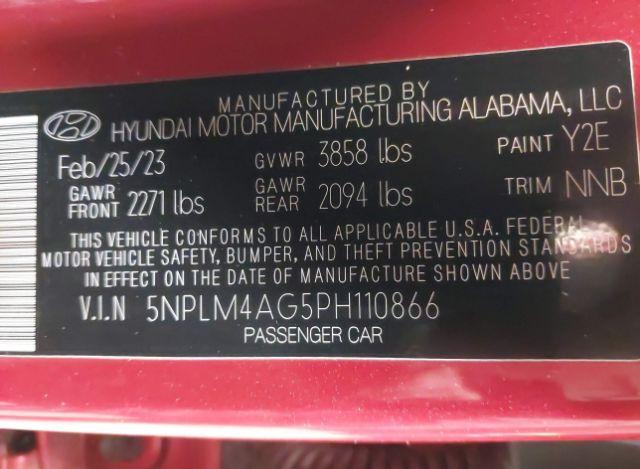 MANUFACTURED BY
HYUNDAI MOTOR MANUFACTURING ALABAMA, LLC
Feb/25/23 GVWR 3858 lbs PAINT Y2E
GAWR FRONT 2271 lbs GAWR REAR 2094 lbs TRIM NNB
THIS VEHICLE CONFORMS TO ALL APPLICABLE U.S.A. FEDERAL
MOTOR VEHICLE SAFETY, BUMPER, AND THEFT PREVENTION STANDARDS
IN EFFECT ON THE DATE OF MANUFACTURE SHOWN ABOVE
V.I.N 5NPLM4AG5PH110866
PASSENGER CAR